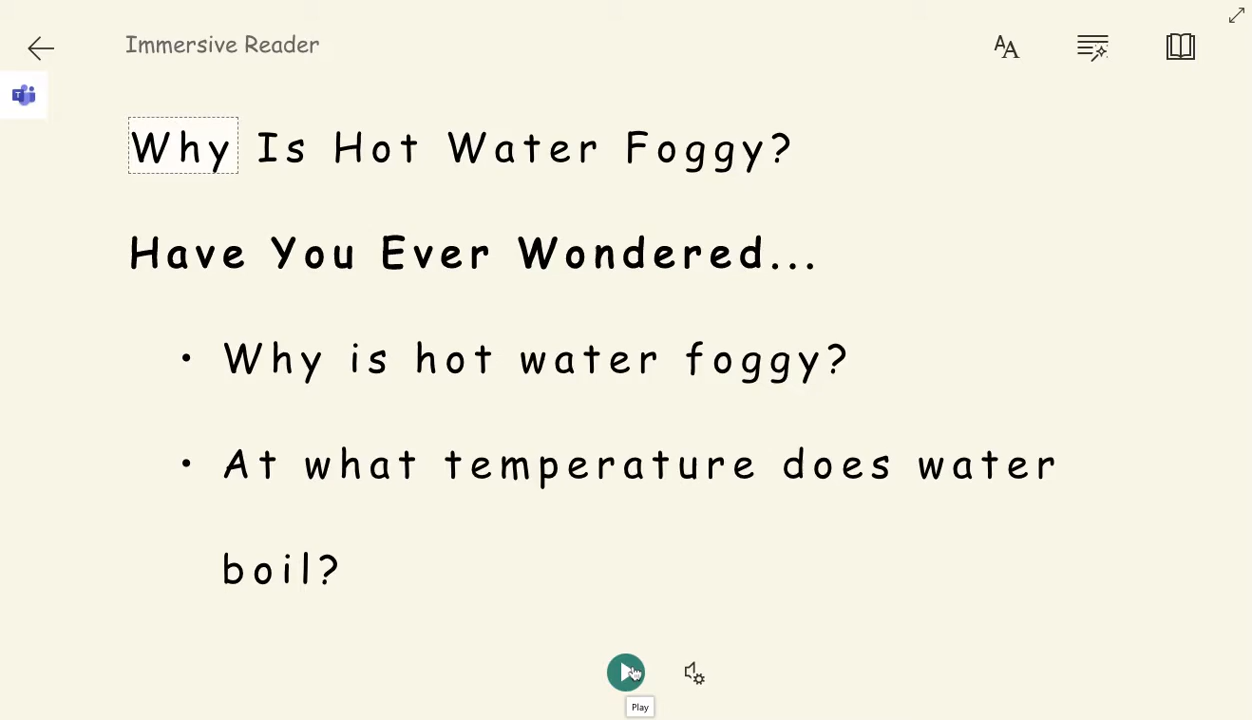 Immersive Reader
Why Is Hot Water Foggy?
Have You Ever Wondered...
• Why is hot water foggy?
• At what temperature does water
boil?
Play